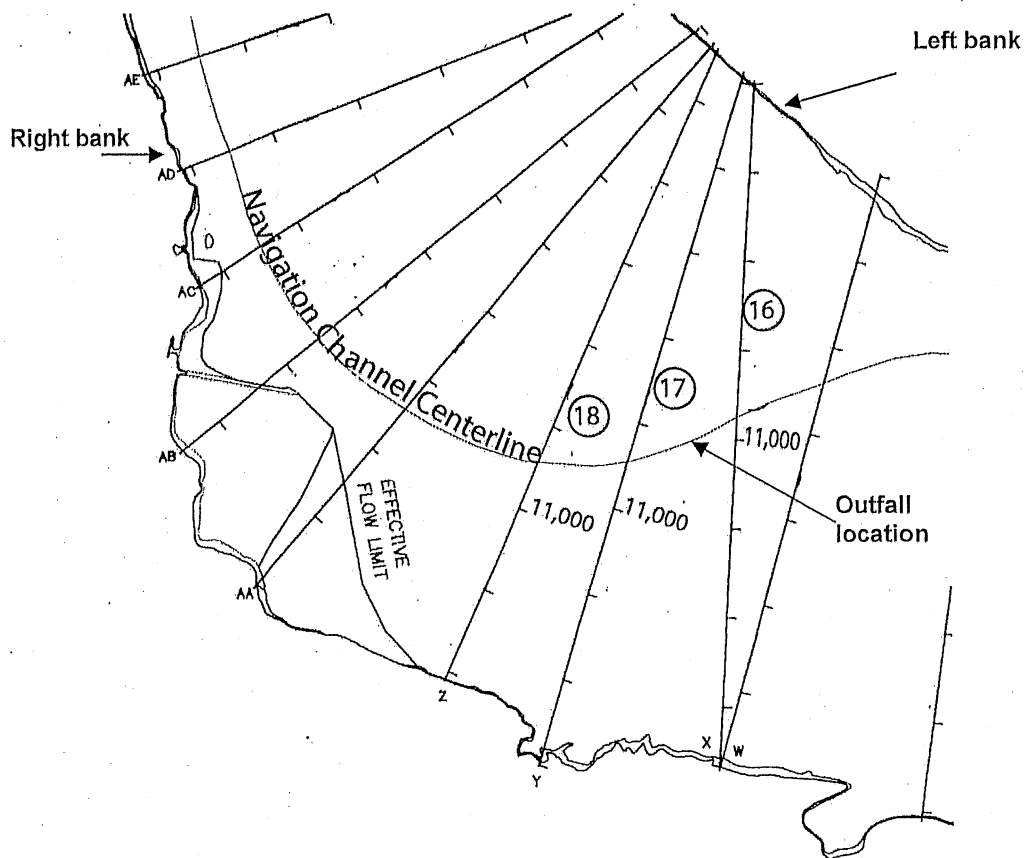 Left bank
AE
Right bank
AD
Navigation Channel Centerline
D
AC
16
17
18
11,000
AB
EFFECTIVE
FLOW LIMIT
11,000
11,000
Outfall
location
AA
Z
X
W
Y